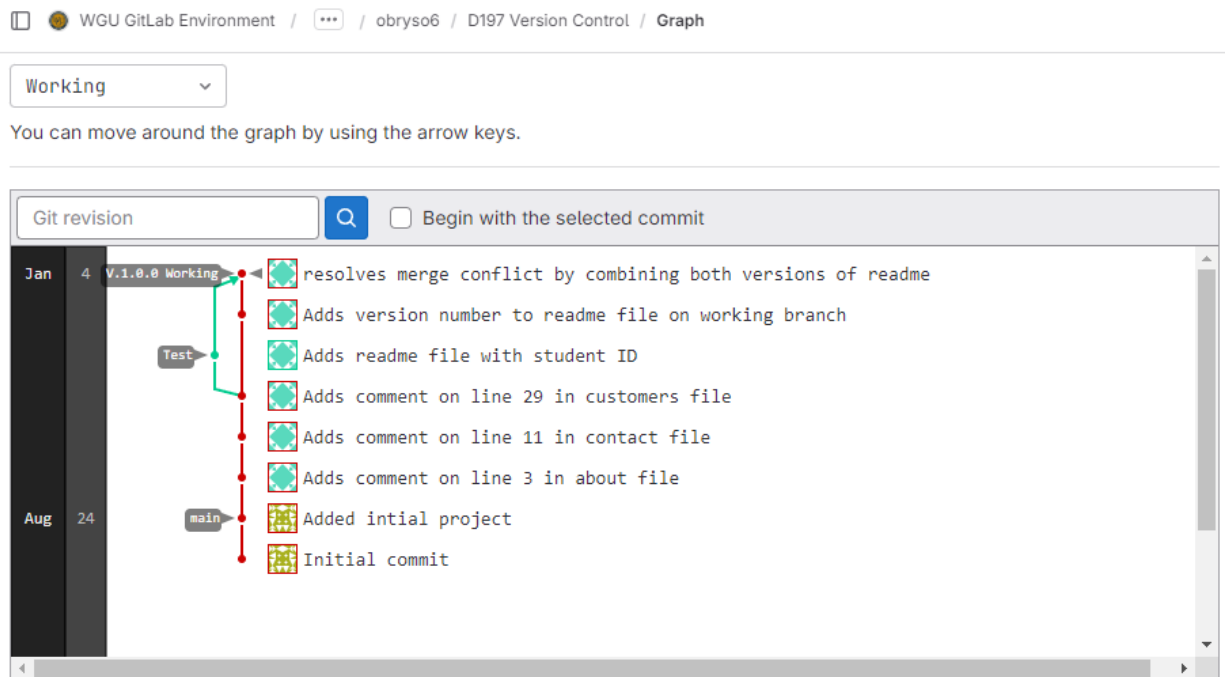 WGU GitLab Environment / ... / obryso6 / D197 Version Control / Graph
Working
You can move around the graph by using the arrow keys.
Git revision
Begin with the selected commit
Jan 4 V.1.0.0 Working resolves merge conflict by combining both versions of readme
Adds version number to readme file on working branch
Test Adds readme file with student ID
Adds comment on line 29 in customers file
Adds comment on line 11 in contact file
Adds comment on line 3 in about file
Aug 24 main Added intial project
Initial commit